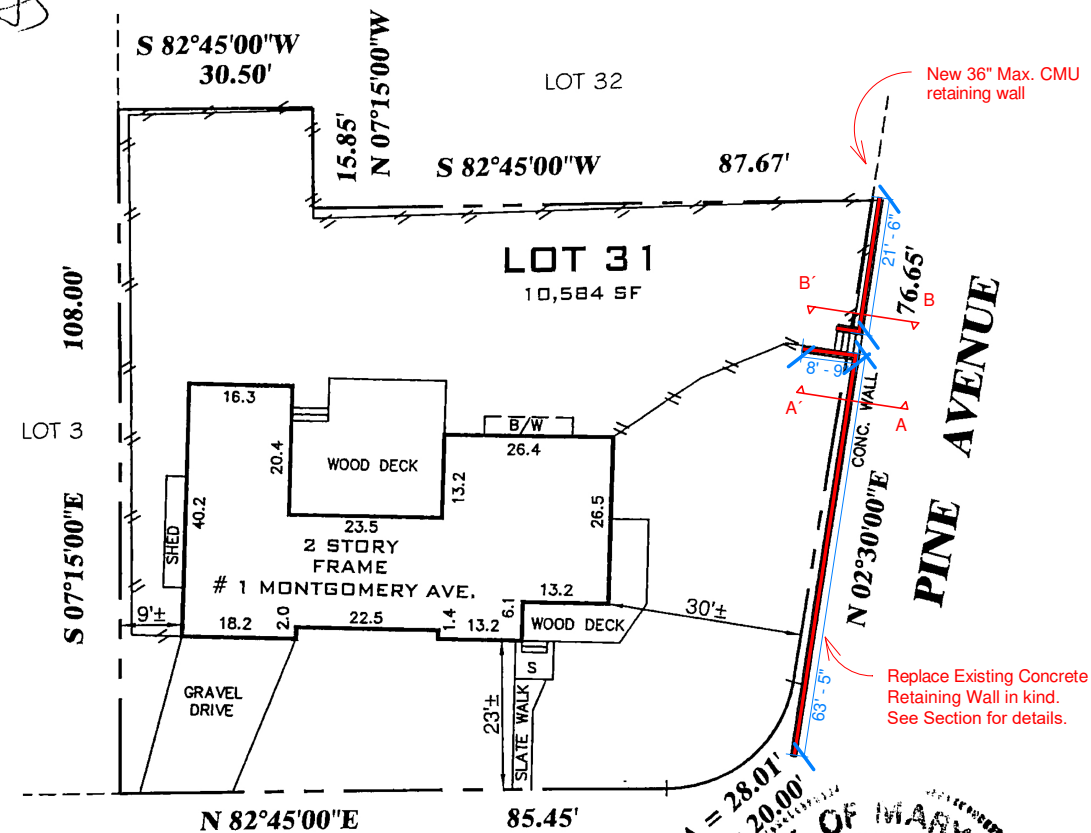 S 82°45'00"W
30.50'
15.85'
N 07°15'00"W
LOT 32
S 82°45'00"W
87.67'
New 36" Max. CMU
retaining wall
21' - 6"
76.65'
LOT 31
10,584 SF
B´
B
108.00'
8' - 9"
A´
A
CONC. WALL
PINE AVENUE
LOT 3
16.3
20.4
WOOD DECK
B/W
26.4
13.2
26.5
40.2
SHED
23.5
2 STORY
FRAME
# 1 MONTGOMERY AVE.
S 07°15'00"E
N 02°30'00"E
9'±
18.2
2.0
22.5
1.4
13.2
6.1
13.2
WOOD DECK
30'±
S
GRAVEL
DRIVE
23'±
SLATE WALK
63' - 5"
Replace Existing Concrete
Retaining Wall in kind.
See Section for details.
N 82°45'00"E
85.45'
= 28.01'
20.00'
OF MARY